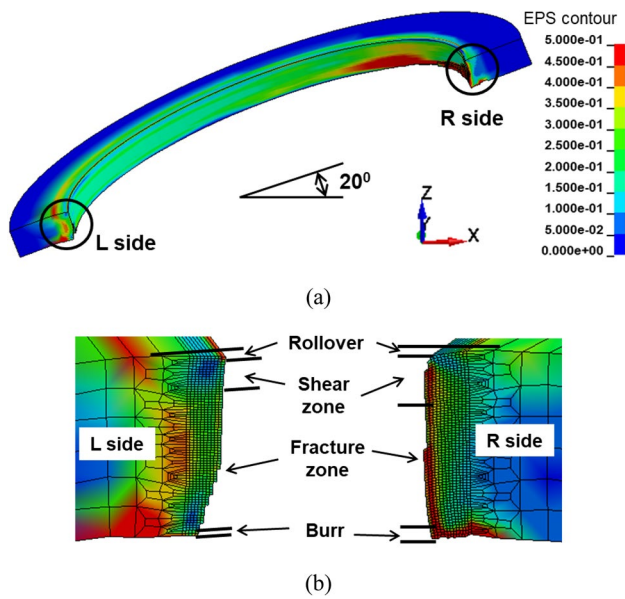 EPS contour
5.000e-01
4.500e-01
4.000e-01
3.500e-01
3.000e-01
2.500e-01
2.000e-01
1.500e-01
1.000e-01
5.000e-02
0.000e+00
R side
L side
20⁰
Z
Y
X
(a)
Rollover
Shear
zone
L side
R side
Fracture
zone
Burr
(b)